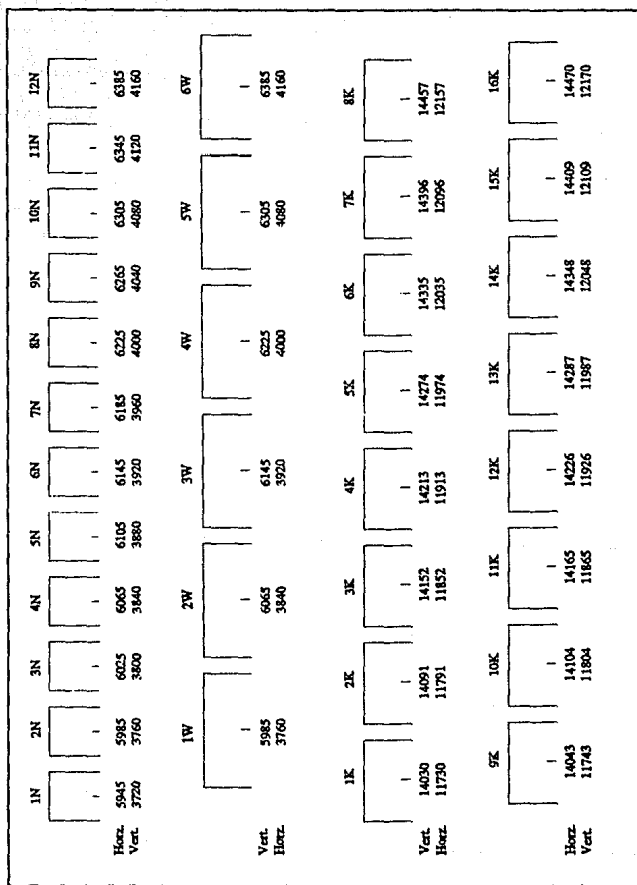 1N 2N 3N 4N 5N 6N 7N 8N 9N 10N 11N 12N
Horz. 5945 5985 6025 6065 6105 6145 6185 6225 6265 6305 6345 6385
Vert. 3720 3760 3800 3840 3880 3920 3960 4000 4040 4080 4120 4160
1W 2W 3W 4W 5W 6W
Vert. 5985 6065 6145 6225 6305 6385
Horz. 3760 3840 3920 4000 4080 4160
1K 2K 3K 4K 5K 6K 7K 8K
Vert. 14030 14091 14152 14213 14274 14335 14396 14457
Horz. 11730 11791 11852 11913 11974 12035 12096 12157
9K 10K 11K 12K 13K 14K 15K 16K
Horz. 14043 14104 14165 14226 14287 14348 14409 14470
Vert. 11743 11804 11865 11926 11987 12048 12109 12170